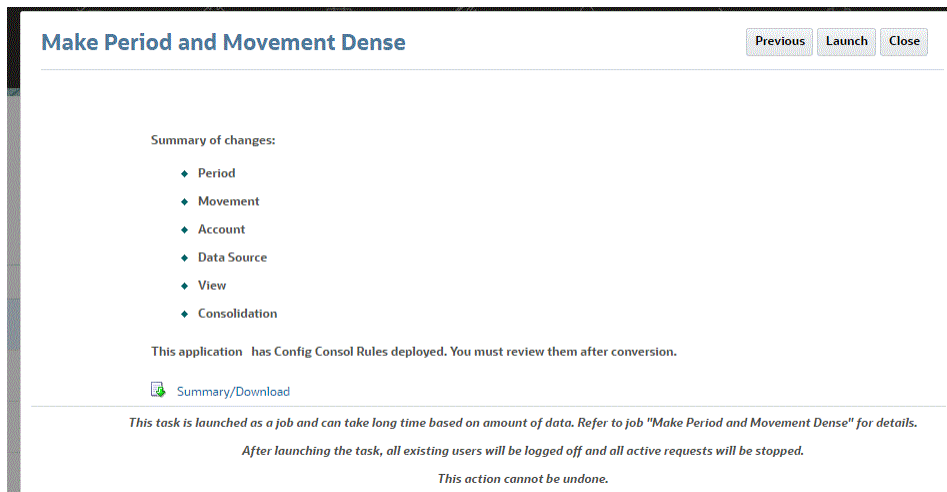 Make Period and Movement Dense
Previous
Launch
Close
Summary of changes:
Period
Movement
Account
Data Source
View
Consolidation
This application has Config Consol Rules deployed. You must review them after conversion.
Summary/Download
This task is launched as a job and can take long time based on amount of data. Refer to job "Make Period and Movement Dense" for details.
After launching the task, all existing users will be logged off and all active requests will be stopped.
This action cannot be undone.